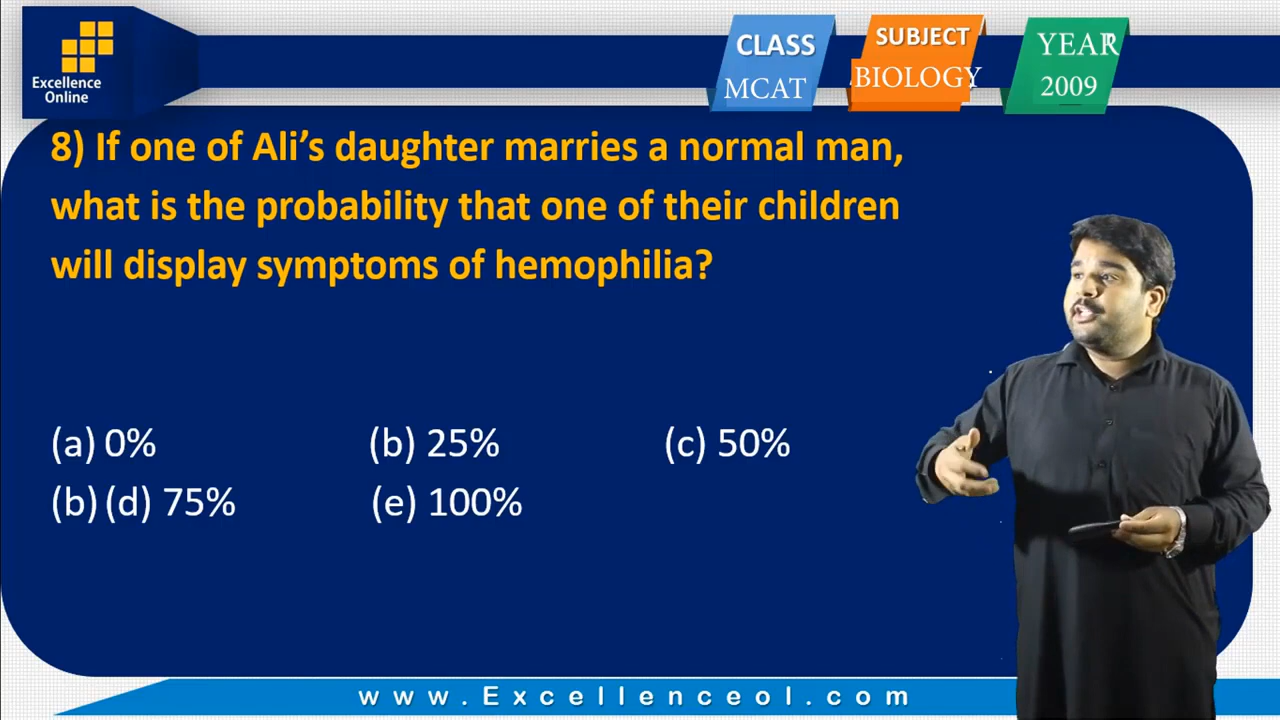 Excellence
Online
CLASS
MCAT
SUBJECT
BIOLOGY
YEAR
2009
8) If one of Ali’s daughter marries a normal man,
what is the probability that one of their children
will display symptoms of hemophilia?
(a) 0% (b) 25% (c) 50%
(b) (d) 75% (e) 100%
www.Excellenceol.com